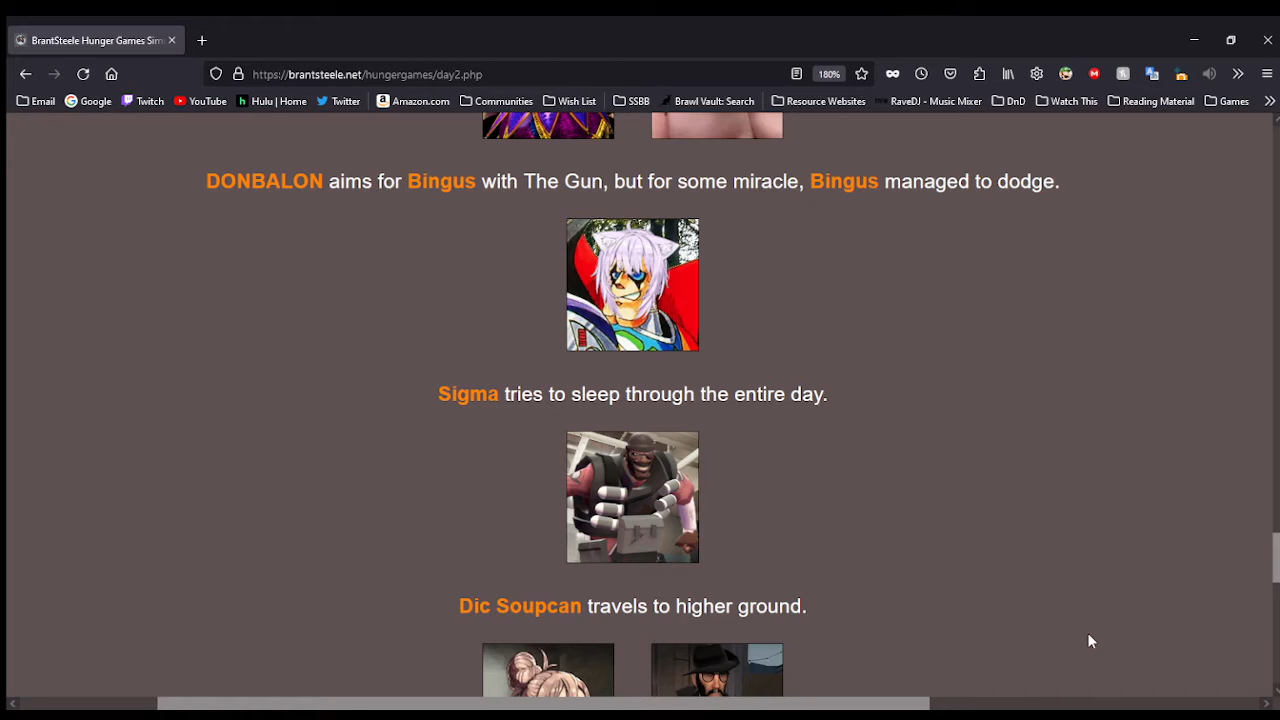 BrantSteele Hunger Games Sim
https://brantsteele.net/hungergames/day2.php
180%
Email
Google
Twitch
YouTube
Hulu | Home
Twitter
Amazon.com
Communities
Wish List
SSBB
Brawl Vault: Search
Resource Websites
RaveDJ - Music Mixer
DnD
Watch This
Reading Material
Games
DONBALON aims for Bingus with The Gun, but for some miracle, Bingus managed to dodge.
Sigma tries to sleep through the entire day.
Dic Soupcan travels to higher ground.